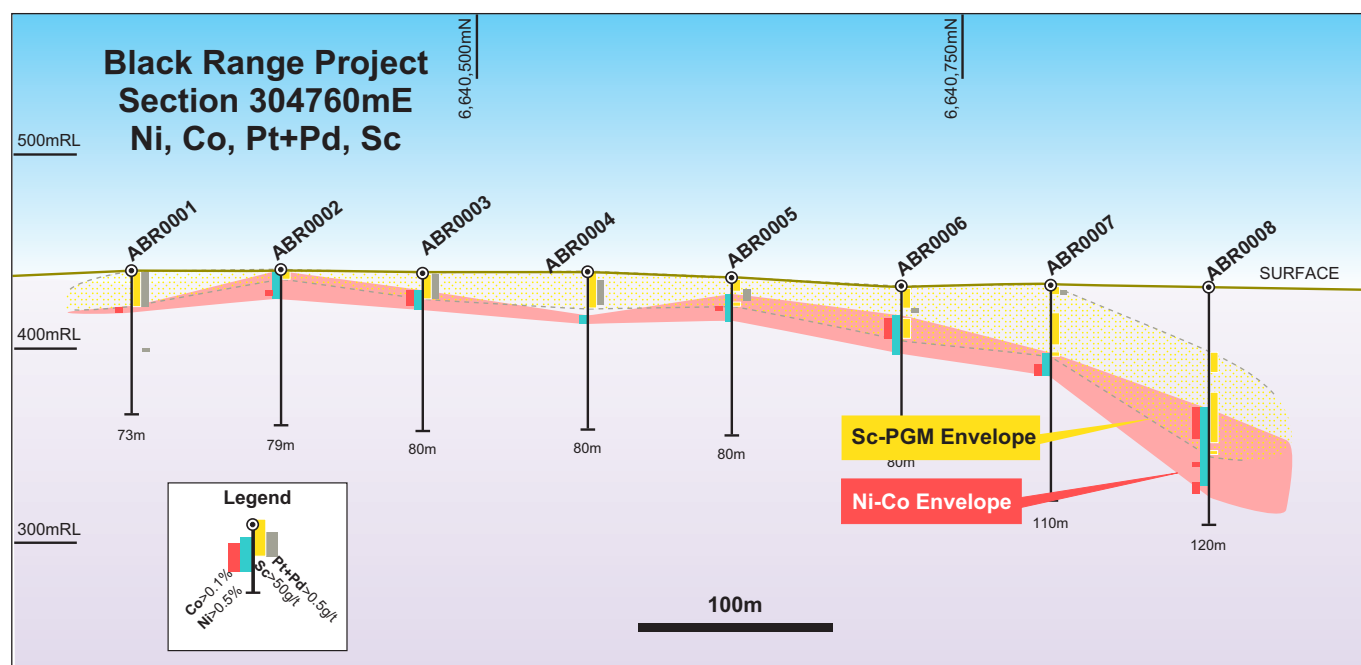 Black Range Project
Section 304760mE
Ni, Co, Pt+Pd, Sc
6,640,500mN
6,640,750mN
500mRL
400mRL
300mRL
ABR0001
ABR0002
ABR0003
ABR0004
ABR0005
ABR0006
ABR0007
ABR0008
SURFACE
73m
79m
80m
80m
80m
80m
110m
120m
Sc-PGM Envelope
Ni-Co Envelope
Legend
Co>0.1%
Ni>0.5%
Sc>50g/t
Pt+Pd>0.5g/t
100m